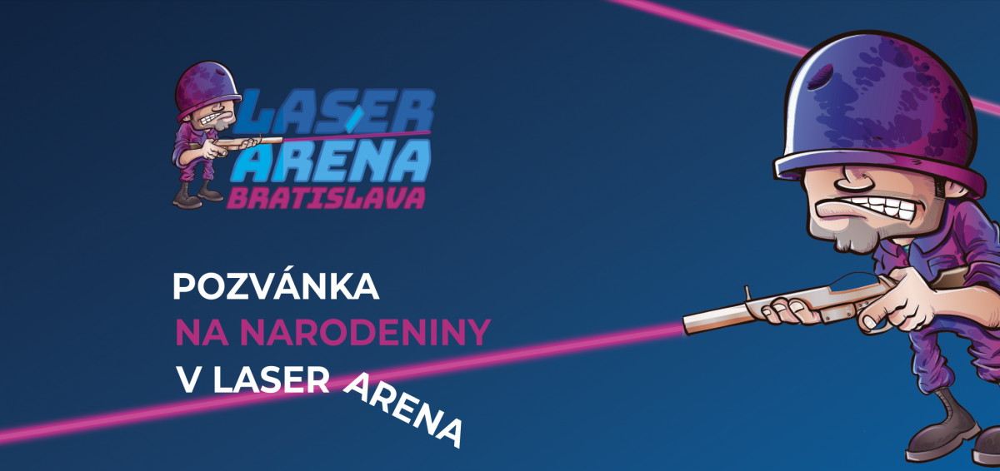 LASER
ARENA
BRATISLAVA
POZVÁNKA
NA NARODENINY
V LASER ARENA